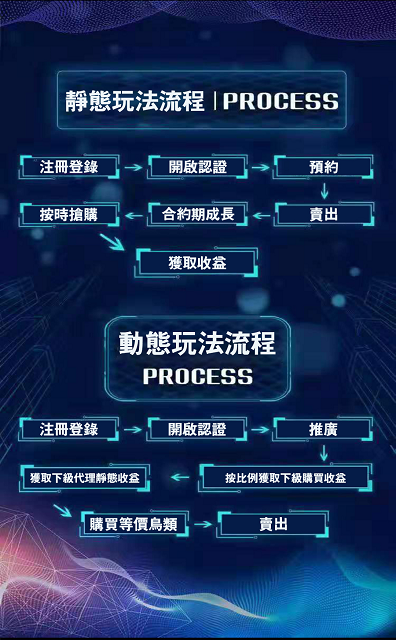 靜態玩法流程 | PROCESS
註冊登錄
開啟認證
預約
按時搶購
合約期成長
賣出
獲取收益
動態玩法流程
PROCESS
註冊登錄
開啟認證
推廣
獲取下級代理靜態收益
按比例獲取下級購買收益
購買等價鳥類
賣出